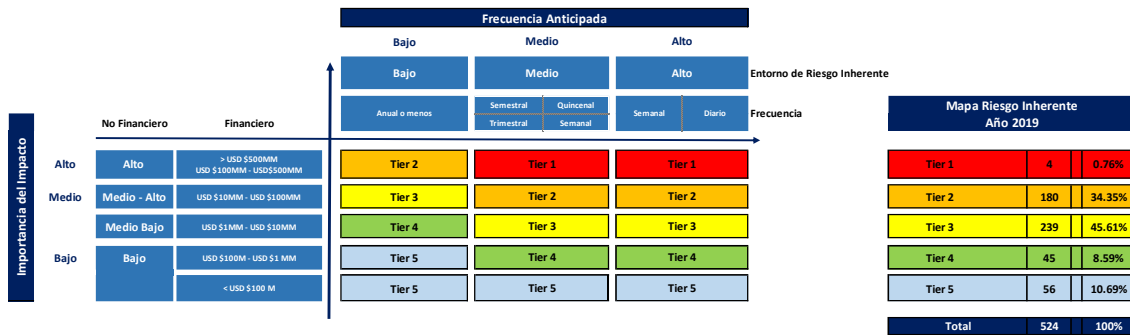 Frecuencia Anticipada
Bajo Medio Alto
Bajo Medio Alto Entorno de Riesgo Inherente
Anual o menos Semestral Quincenal Semanal Diario Frecuencia
Trimestral Semanal
No Financiero Financiero
Mapa Riesgo Inherente
Año 2019
Importancia del Impacto
Alto Alto > USD $500MM
USD $100MM - USD$500MM
Tier 2 Tier 1 Tier 1 Tier 1 4 0.76%
Medio Medio - Alto USD $10MM - USD $100MM Tier 3 Tier 2 Tier 2 Tier 2 180 34.35%
Medio Bajo USD $1MM - USD $10MM Tier 4 Tier 3 Tier 3 Tier 3 239 45.61%
Bajo Bajo USD $100M - USD $1 MM Tier 5 Tier 4 Tier 4 Tier 4 45 8.59%
< USD $100 M Tier 5 Tier 5 Tier 5 Tier 5 56 10.69%
Total 524 100%